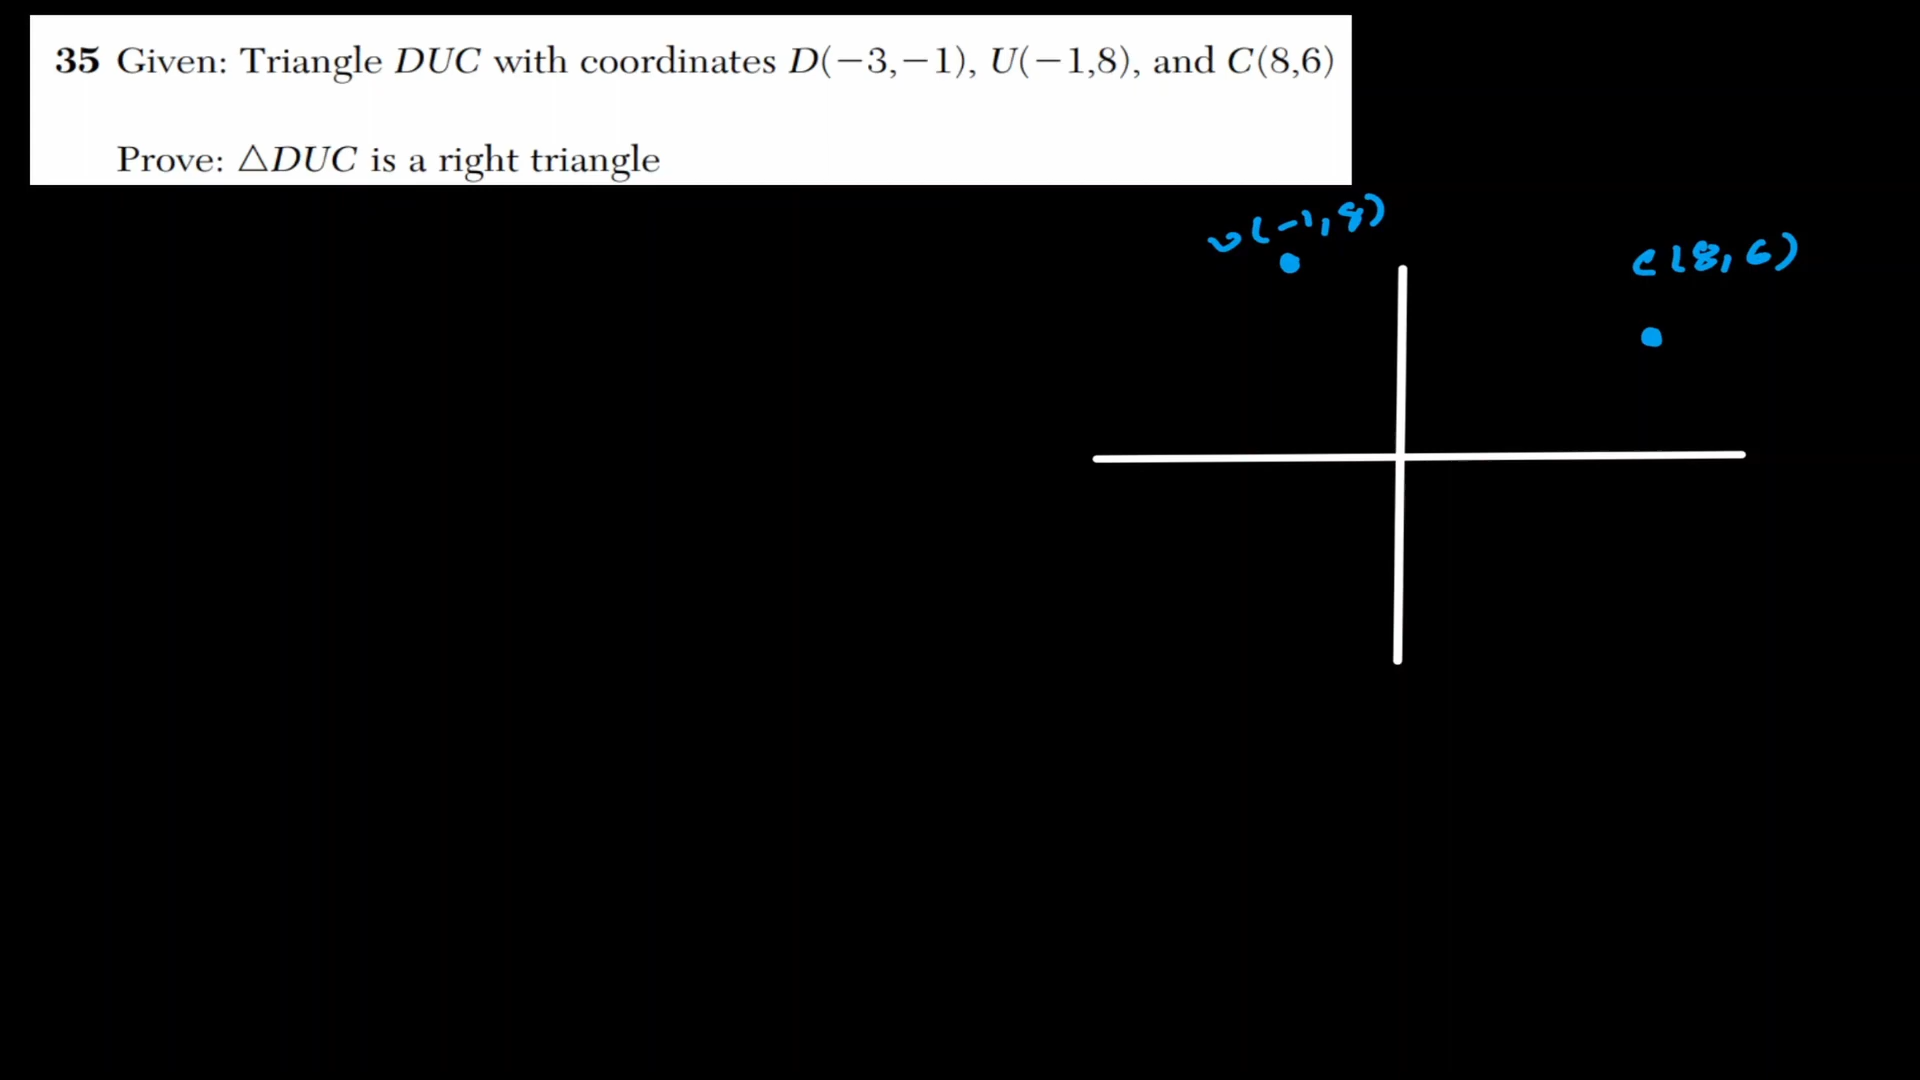 35 Given: Triangle DUC with coordinates D(−3,−1), U(−1,8), and C(8,6)
Prove: △DUC is a right triangle
U(-1,8)
C(8,6)